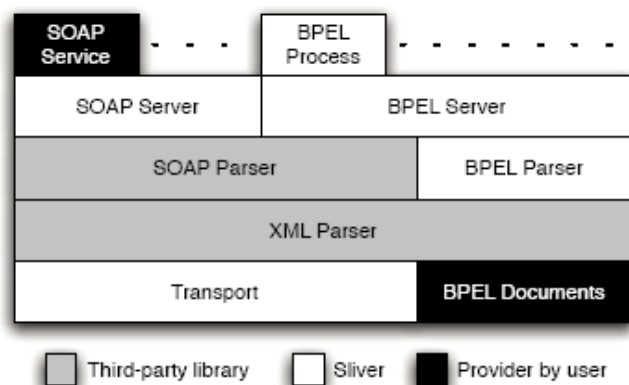 SOAP Service
BPEL Process
SOAP Server
BPEL Server
SOAP Parser
BPEL Parser
XML Parser
Transport
BPEL Documents
Third-party library
Sliver
Provider by user